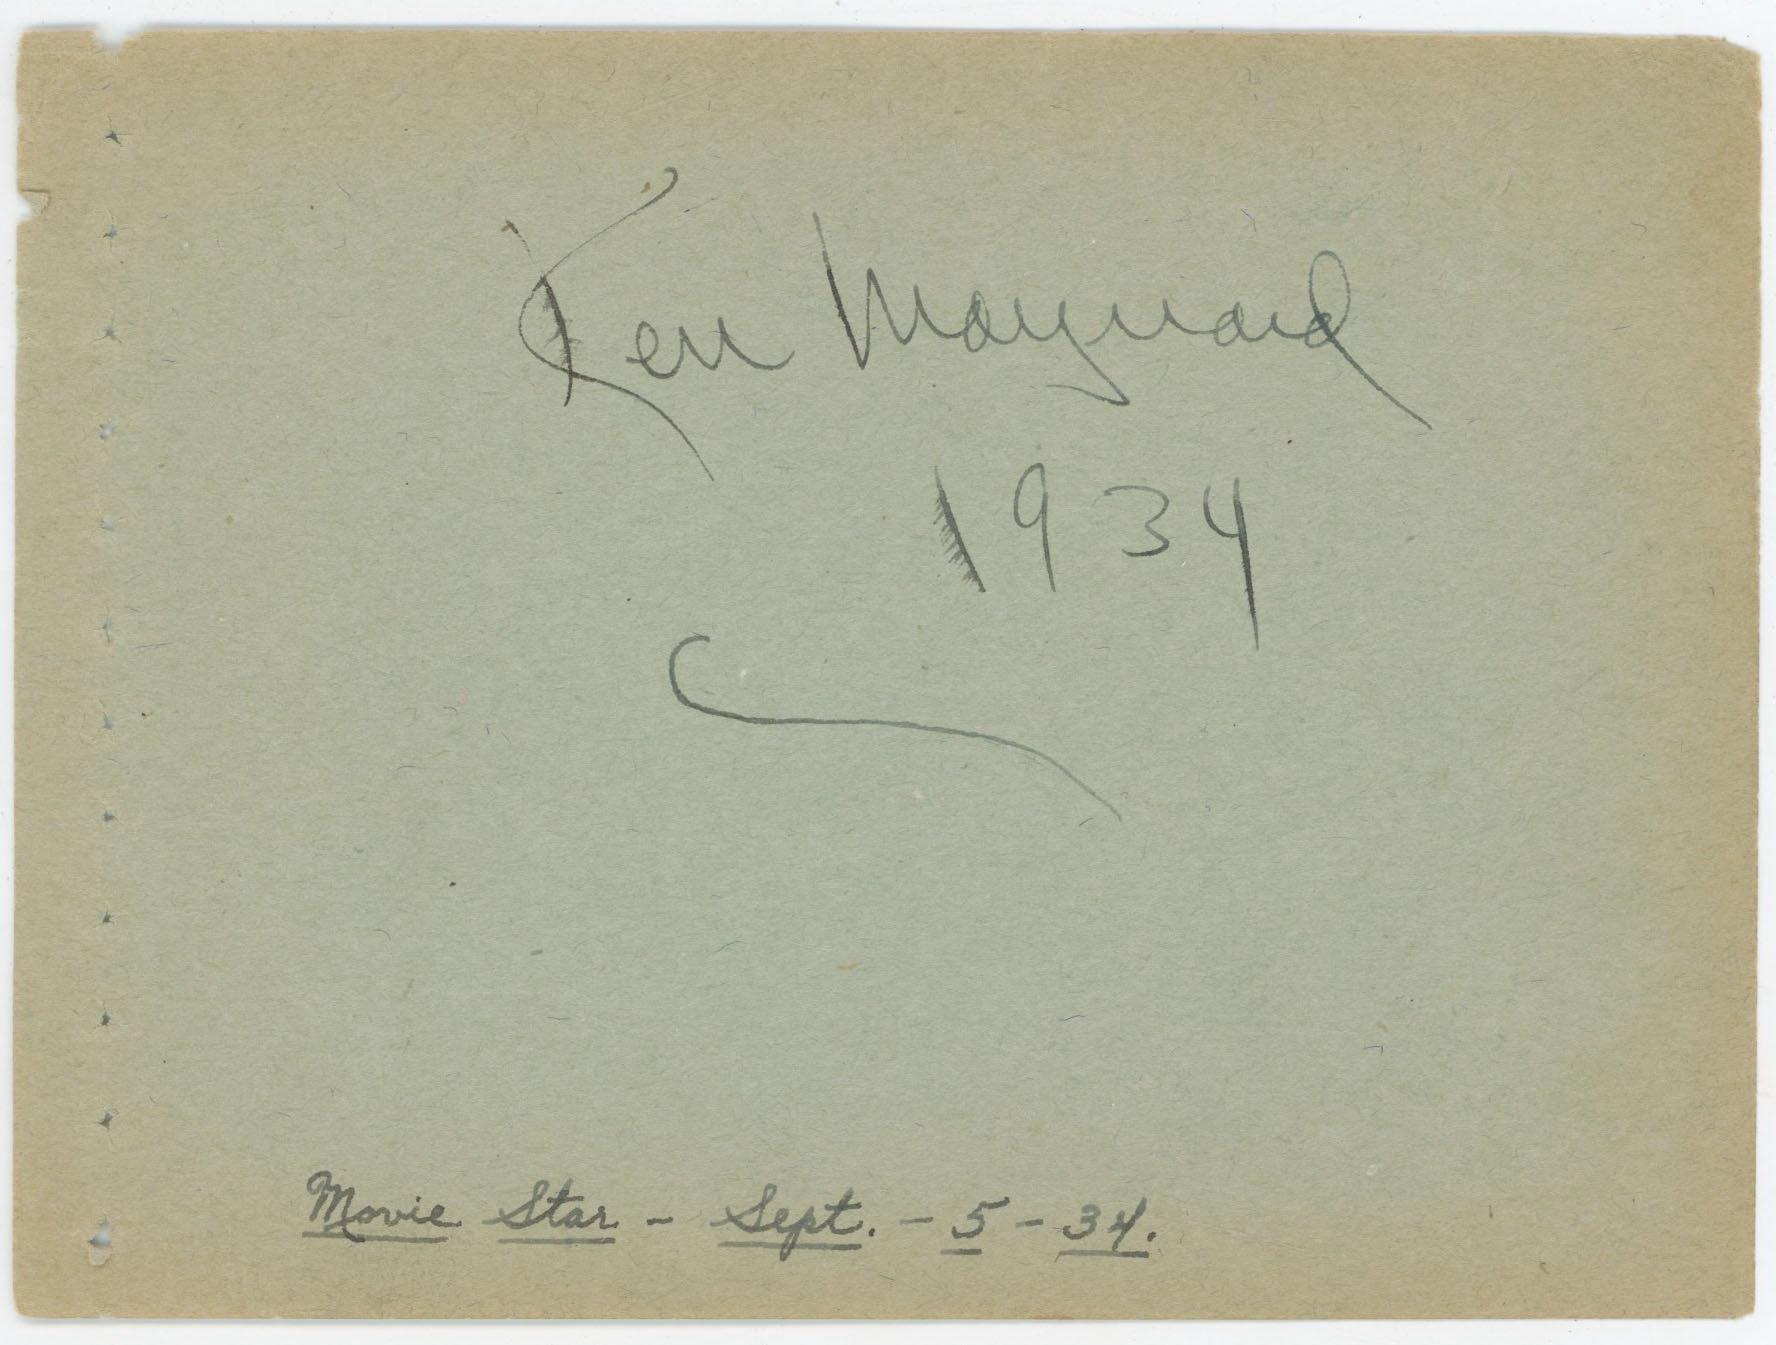 Ken Maynard
1934
Movie Star - Sept. - 5 - 34.